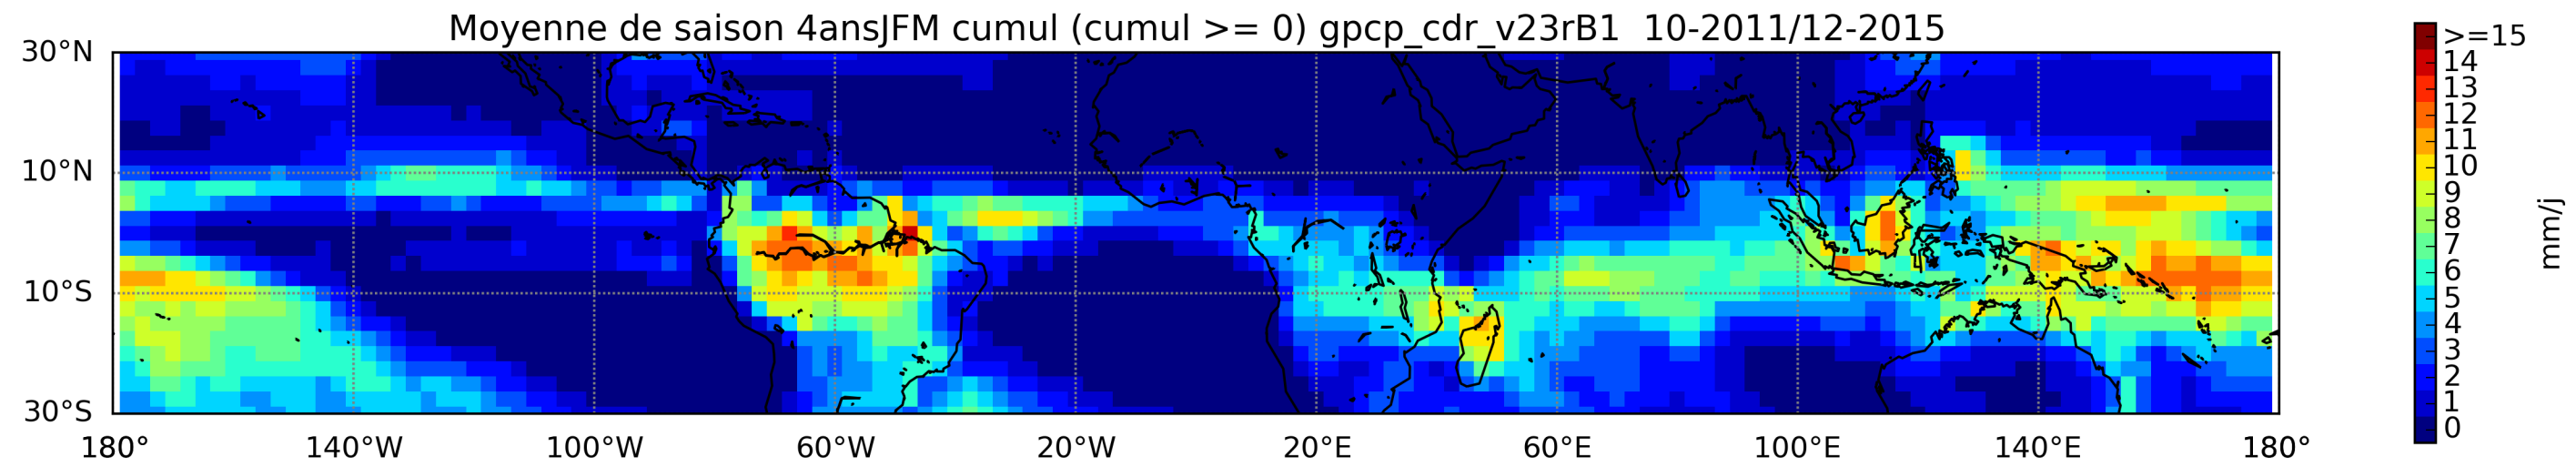 Moyenne de saison 4ansJFM cumul (cumul >= 0) gpcp_cdr_v23rB1  10-2011/12-2015
30°N
10°N
10°S
30°S
180° 140°W 100°W 60°W 20°W 20°E 60°E 100°E 140°E 180°
>=15
14
13
12
11
10
9
8
7
6
5
4
3
2
1
0
mm/j